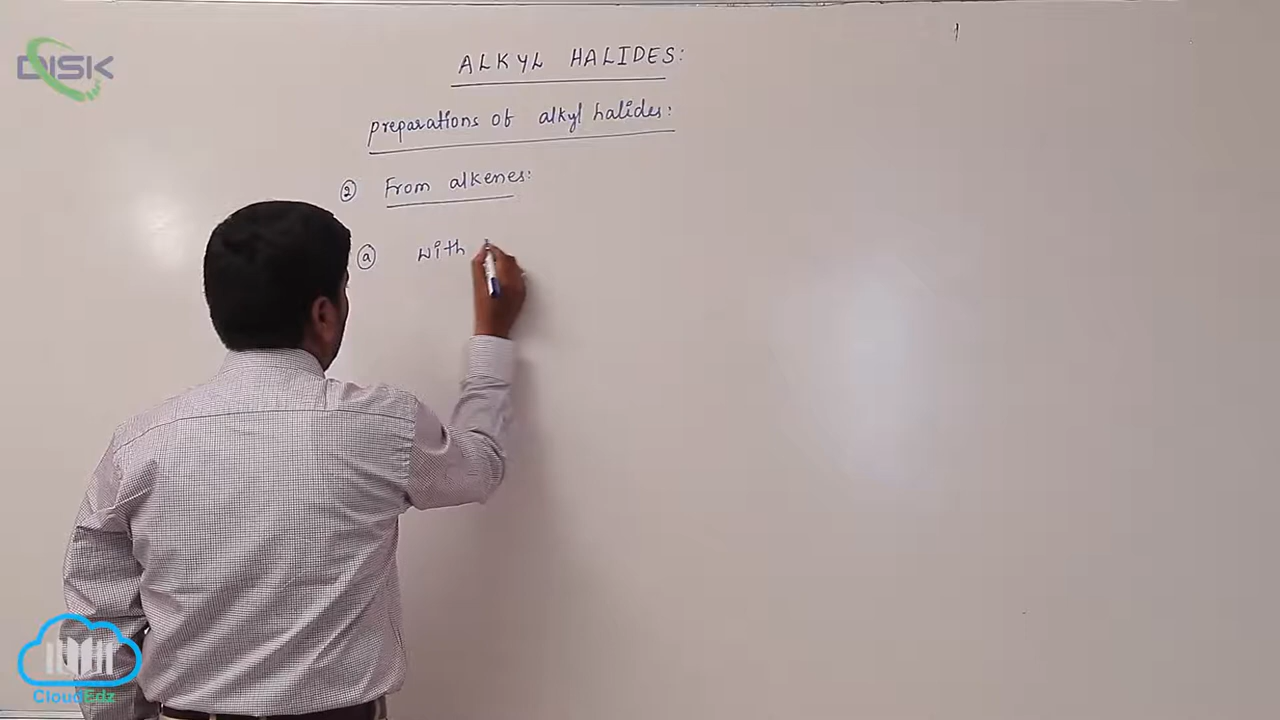 DISK
ALKYL HALIDES:
preparations of alkyl halides:
② From alkenes:
ⓐ with
CloudEdz